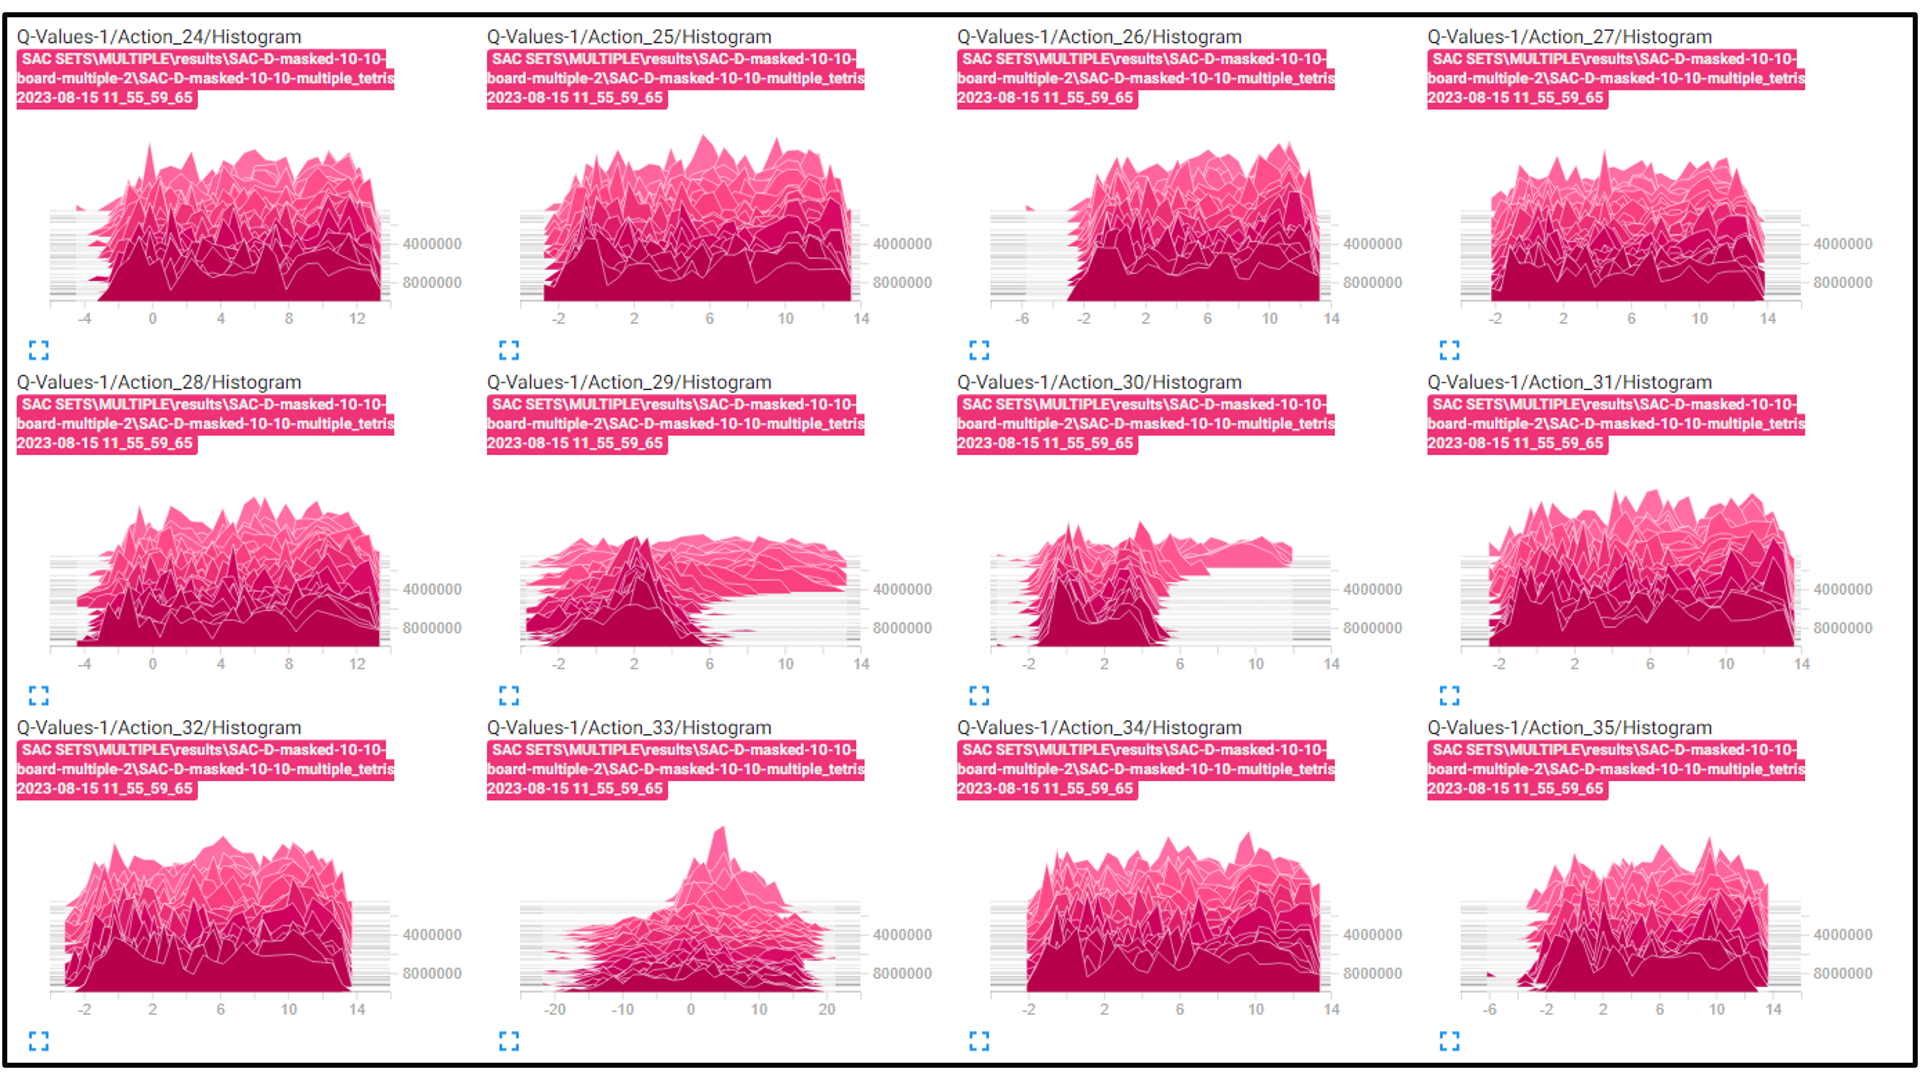 Q-Values-1/Action_24/Histogram
SAC SETS\MULTIPLE\results\SAC-D-masked-10-10-
board-multiple-2\SAC-D-masked-10-10-multiple_tetris
2023-08-15 11_55_59_65
4000000
8000000
-4 0 4 8 12
Q-Values-1/Action_25/Histogram
SAC SETS\MULTIPLE\results\SAC-D-masked-10-10-
board-multiple-2\SAC-D-masked-10-10-multiple_tetris
2023-08-15 11_55_59_65
4000000
8000000
-2 2 6 10 14
Q-Values-1/Action_26/Histogram
SAC SETS\MULTIPLE\results\SAC-D-masked-10-10-
board-multiple-2\SAC-D-masked-10-10-multiple_tetris
2023-08-15 11_55_59_65
4000000
8000000
-6 -2 2 6 10 14
Q-Values-1/Action_27/Histogram
SAC SETS\MULTIPLE\results\SAC-D-masked-10-10-
board-multiple-2\SAC-D-masked-10-10-multiple_tetris
2023-08-15 11_55_59_65
4000000
8000000
-2 2 6 10 14
Q-Values-1/Action_28/Histogram
SAC SETS\MULTIPLE\results\SAC-D-masked-10-10-
board-multiple-2\SAC-D-masked-10-10-multiple_tetris
2023-08-15 11_55_59_65
4000000
8000000
-4 0 4 8 12
Q-Values-1/Action_29/Histogram
SAC SETS\MULTIPLE\results\SAC-D-masked-10-10-
board-multiple-2\SAC-D-masked-10-10-multiple_tetris
2023-08-15 11_55_59_65
4000000
8000000
-2 2 6 10 14
Q-Values-1/Action_30/Histogram
SAC SETS\MULTIPLE\results\SAC-D-masked-10-10-
board-multiple-2\SAC-D-masked-10-10-multiple_tetris
2023-08-15 11_55_59_65
4000000
8000000
-2 2 6 10 14
Q-Values-1/Action_31/Histogram
SAC SETS\MULTIPLE\results\SAC-D-masked-10-10-
board-multiple-2\SAC-D-masked-10-10-multiple_tetris
2023-08-15 11_55_59_65
4000000
8000000
-2 2 6 10 14
Q-Values-1/Action_32/Histogram
SAC SETS\MULTIPLE\results\SAC-D-masked-10-10-
board-multiple-2\SAC-D-masked-10-10-multiple_tetris
2023-08-15 11_55_59_65
4000000
8000000
-2 2 6 10 14
Q-Values-1/Action_33/Histogram
SAC SETS\MULTIPLE\results\SAC-D-masked-10-10-
board-multiple-2\SAC-D-masked-10-10-multiple_tetris
2023-08-15 11_55_59_65
4000000
8000000
-20 -10 0 10 20
Q-Values-1/Action_34/Histogram
SAC SETS\MULTIPLE\results\SAC-D-masked-10-10-
board-multiple-2\SAC-D-masked-10-10-multiple_tetris
2023-08-15 11_55_59_65
4000000
8000000
-2 2 6 10 14
Q-Values-1/Action_35/Histogram
SAC SETS\MULTIPLE\results\SAC-D-masked-10-10-
board-multiple-2\SAC-D-masked-10-10-multiple_tetris
2023-08-15 11_55_59_65
4000000
8000000
-6 -2 2 6 10 14